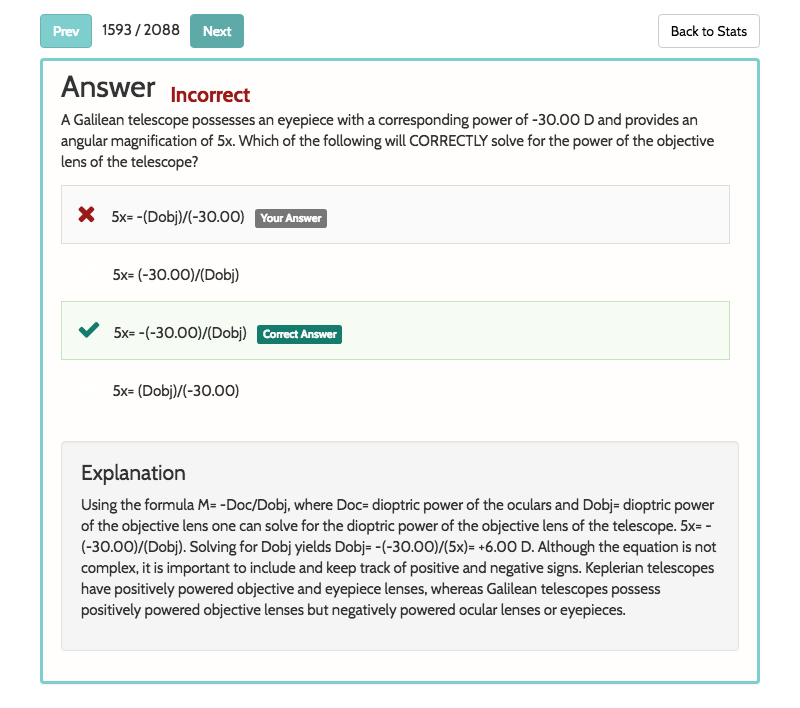 Prev 1593 / 2088 Next Back to Stats
Answer Incorrect
A Galilean telescope possesses an eyepiece with a corresponding power of -30.00 D and provides an
angular magnification of 5x. Which of the following will CORRECTLY solve for the power of the objective
lens of the telescope?
5x= -(Dobj)/(-30.00) Your Answer
5x= (-30.00)/(Dobj)
5x= -(-30.00)/(Dobj) Correct Answer
5x= (Dobj)/(-30.00)
Explanation
Using the formula M= -Doc/Dobj, where Doc= dioptric power of the oculars and Dobj= dioptric power
of the objective lens one can solve for the dioptric power of the objective lens of the telescope. 5x= -
(-30.00)/(Dobj). Solving for Dobj yields Dobj= -(-30.00)/(5x)= +6.00 D. Although the equation is not
complex, it is important to include and keep track of positive and negative signs. Keplerian telescopes
have positively powered objective and eyepiece lenses, whereas Galilean telescopes possess
positively powered objective lenses but negatively powered ocular lenses or eyepieces.